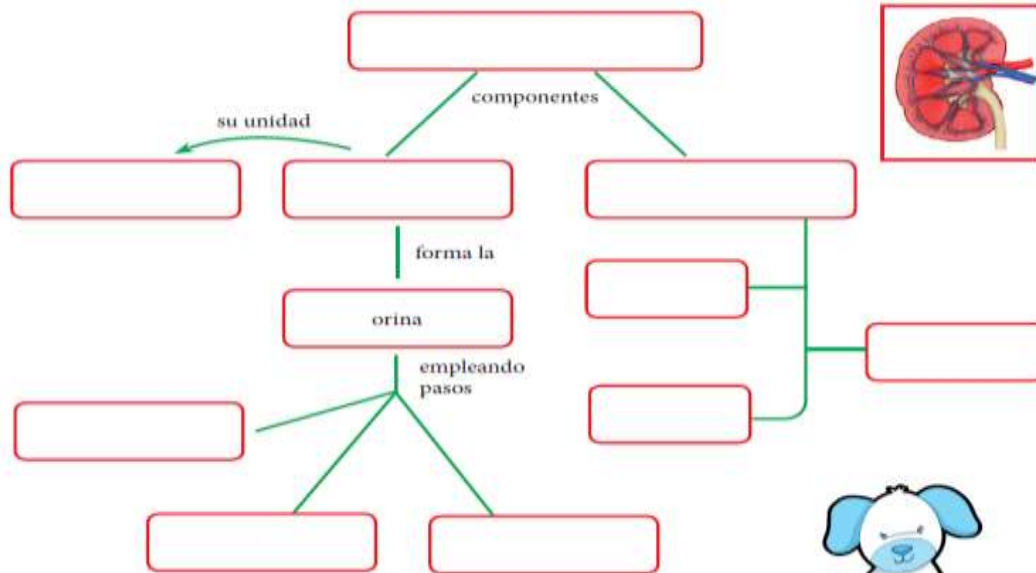 componentes
su unidad
forma la
orina
empleando
pasos